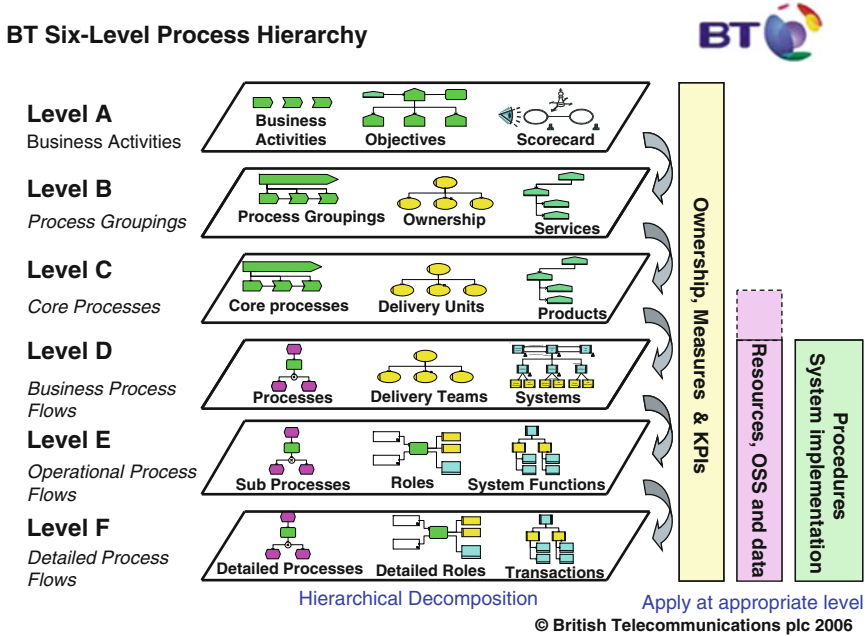 BT Six-Level Process Hierarchy
BT
Level A
Business Activities
Business
Activities
Objectives
Scorecard
Level B
Process Groupings
Process Groupings
Ownership
Services
Level C
Core Processes
Core processes
Delivery Units
Products
Level D
Business Process
Flows
Processes
Delivery Teams
Systems
Level E
Operational Process
Flows
Sub Processes
Roles
System Functions
Level F
Detailed Process
Flows
Detailed Processes
Detailed Roles
Transactions
Ownership, Measures & KPIs
Resources, OSS and data
Procedures
System implementation
Hierarchical Decomposition
Apply at appropriate level
© British Telecommunications plc 2006